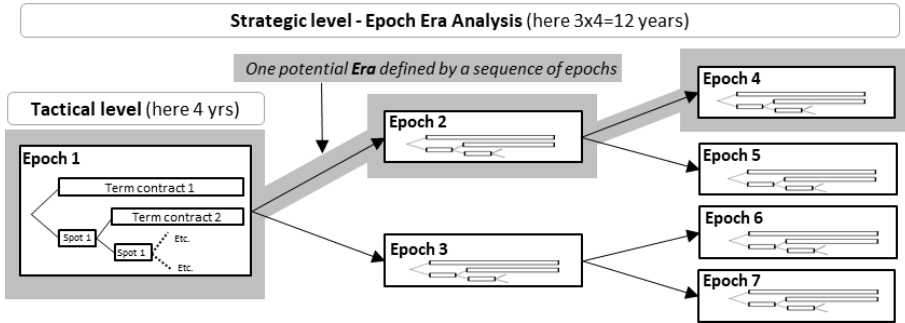 Strategic level - Epoch Era Analysis (here 3x4=12 years)
One potential Era defined by a sequence of epochs
Tactical level (here 4 yrs)
Epoch 1
Term contract 1
Term contract 2
Spot 1
Spot 1
Etc.
Etc.
Epoch 2
Epoch 3
Epoch 4
Epoch 5
Epoch 6
Epoch 7